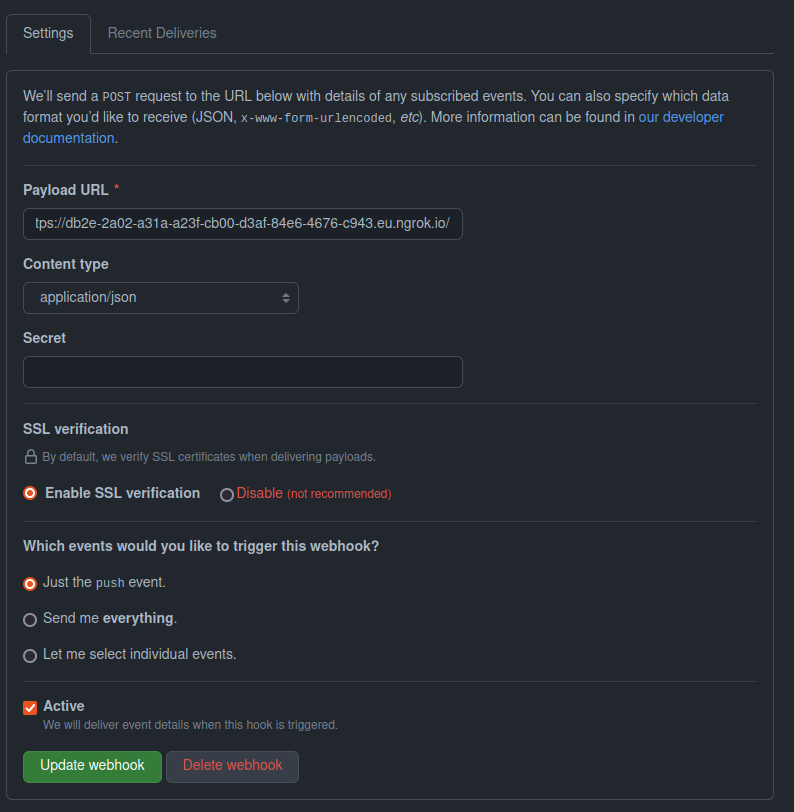 Settings
Recent Deliveries
We'll send a POST request to the URL below with details of any subscribed events. You can also specify which data
format you'd like to receive (JSON, x-www-form-urlencoded, etc). More information can be found in our developer
documentation.
Payload URL *
tps://db2e-2a02-a31a-a23f-cb00-d3af-84e6-4676-c943.eu.ngrok.io/
Content type
application/json
Secret
SSL verification
By default, we verify SSL certificates when delivering payloads.
Enable SSL verification
Disable (not recommended)
Which events would you like to trigger this webhook?
Just the push event.
Send me everything.
Let me select individual events.
Active
We will deliver event details when this hook is triggered.
Update webhook
Delete webhook